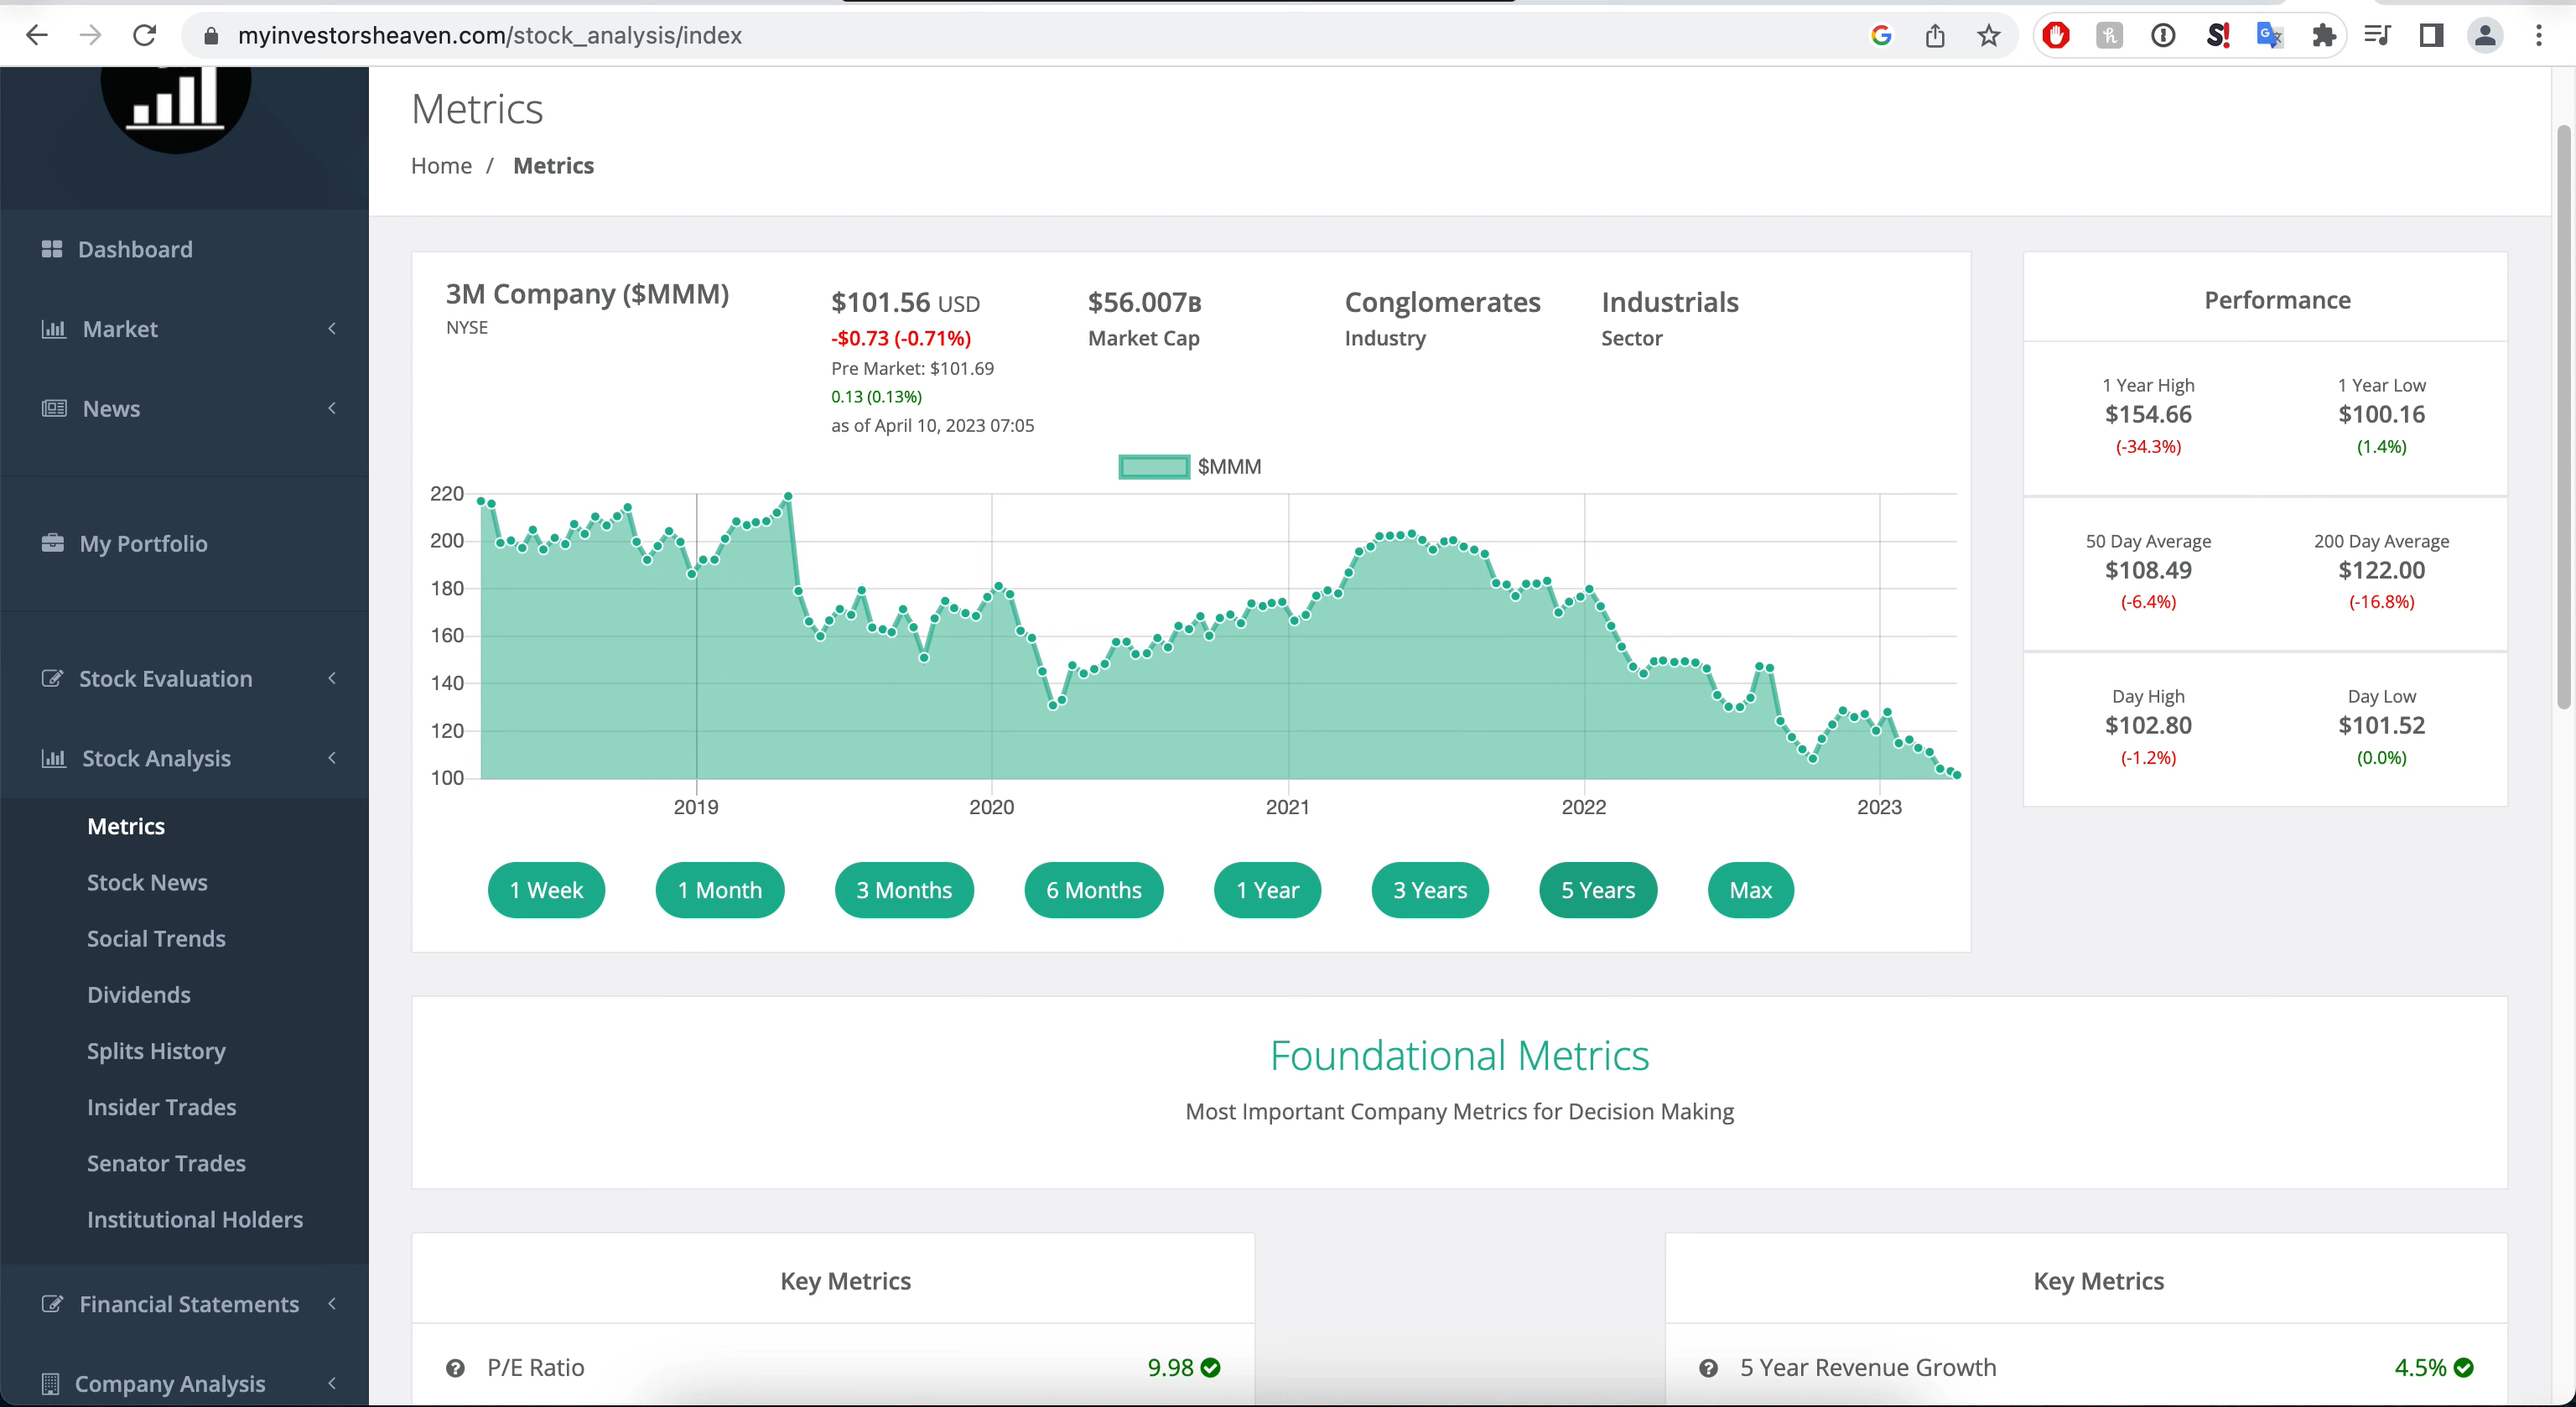 myinvestorsheaven.com/stock_analysis/index
Metrics
Home / Metrics
Dashboard
Market
News
My Portfolio
Stock Evaluation
Stock Analysis
Metrics
Stock News
Social Trends
Dividends
Splits History
Insider Trades
Senator Trades
Institutional Holders
Financial Statements
Company Analysis
3M Company ($MMM)
NYSE
$101.56 USD
-$0.73 (-0.71%)
Pre Market: $101.69
0.13 (0.13%)
as of April 10, 2023 07:05
$56.007B
Market Cap
Conglomerates
Industry
Industrials
Sector
$MMM
220
200
180
160
140
120
100
2019 2020 2021 2022 2023
1 Week 1 Month 3 Months 6 Months 1 Year 3 Years 5 Years Max
Performance
1 Year High
$154.66
(-34.3%)
1 Year Low
$100.16
(1.4%)
50 Day Average
$108.49
(-6.4%)
200 Day Average
$122.00
(-16.8%)
Day High
$102.80
(-1.2%)
Day Low
$101.52
(0.0%)
Foundational Metrics
Most Important Company Metrics for Decision Making
Key Metrics
P/E Ratio 9.98
Key Metrics
5 Year Revenue Growth 4.5%